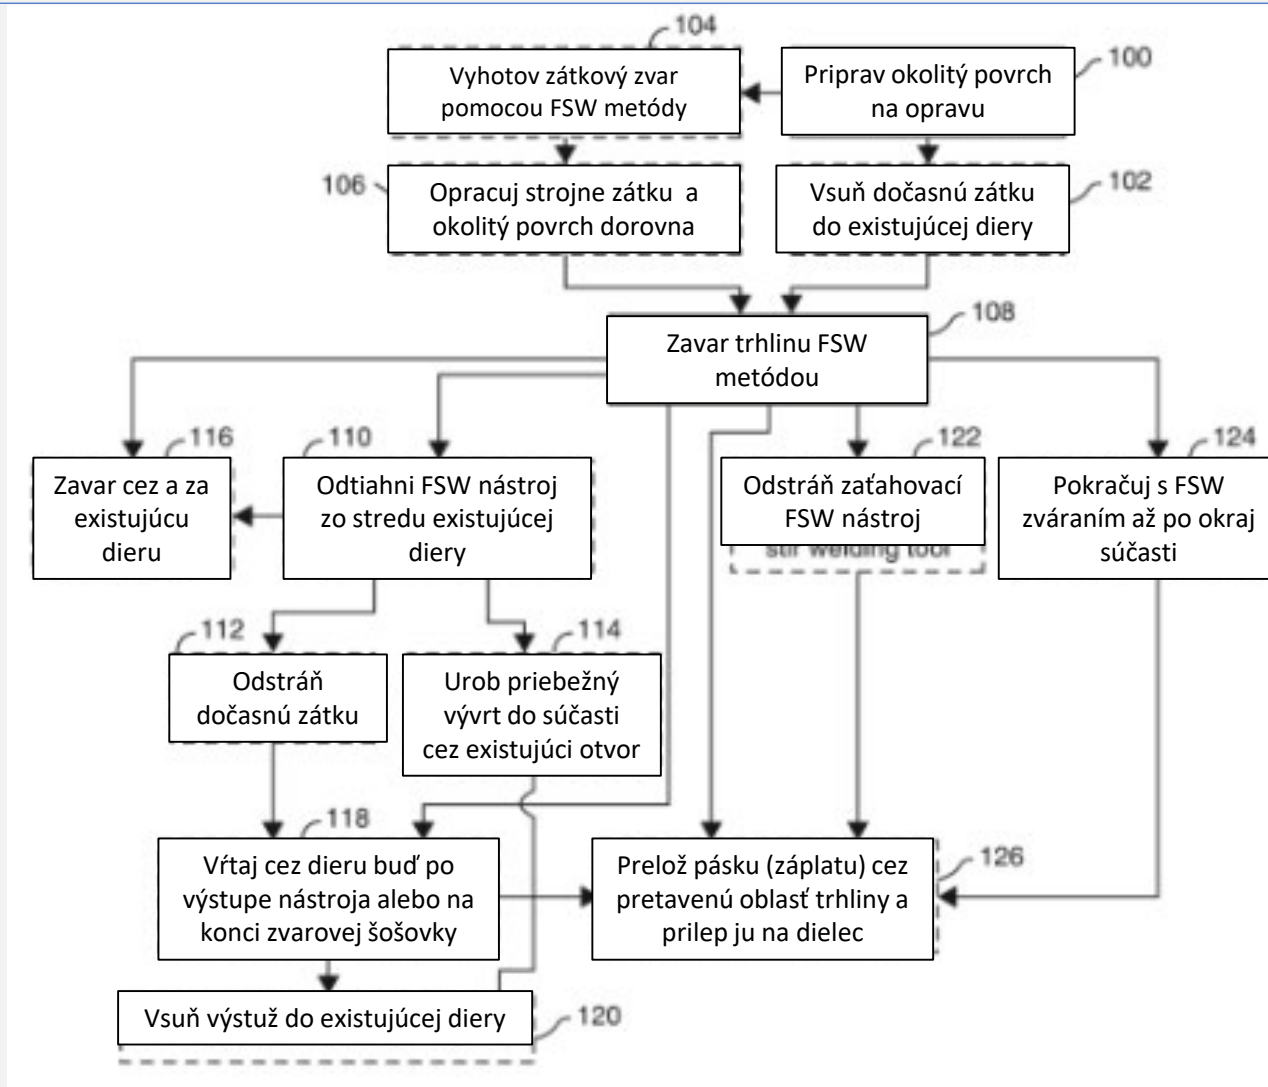 104
Vyhotov zátkový zvar
pomocou FSW metódy
100
Priprav okolitý povrch
na opravu
106
Opracuj strojne zátku a
okolitý povrch dorovna
102
Vsuň dočasnú zátku
do existujúcej diery
108
Zavar trhlinu FSW
metódou
116
Zavar cez a za
existujúcu
dieru
110
Odtiahni FSW nástroj
zo stredu existujúcej
diery
122
Odstráň zaťahovací
FSW nástroj
stir welding tool
124
Pokračuj s FSW
zváraním až po okraj
súčasti
112
Odstráň
dočasnú zátku
114
Urob priebežný
vývrt do súčasti
cez existujúci otvor
118
Vŕtaj cez dieru buď po
výstupe nástroja alebo na
konci zvarovej šošovky
126
Prelož pásku (záplatu) cez
pretavenú oblasť trhliny a
prilep ju na dielec
Vsuň výstuž do existujúcej diery
120